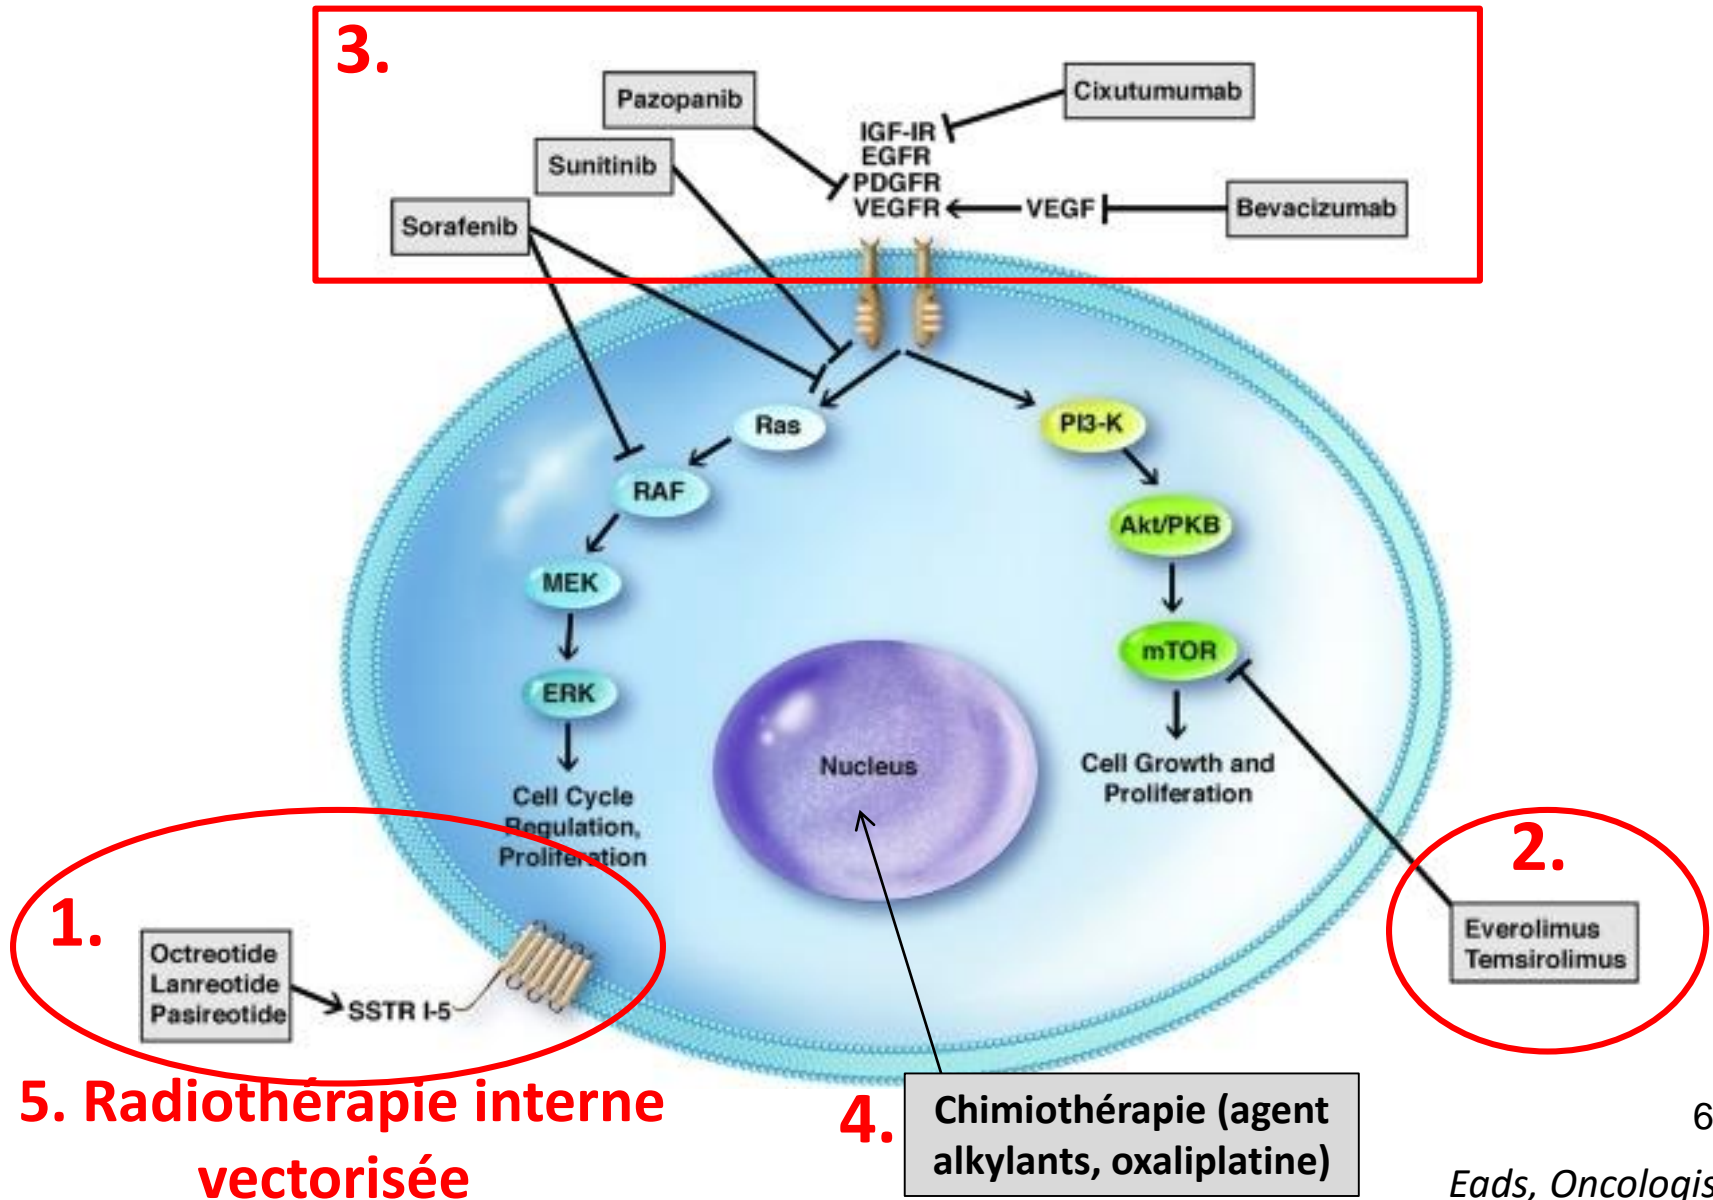 3.
Pazopanib
Cixutumumab
IGF-IR
EGFR
PDGFR
VEGFR
VEGF
Sunitinib
Sorafenib
Bevacizumab
Ras
PI3-K
RAF
Akt/PKB
MEK
mTOR
ERK
Nucleus
Cell Growth and
Proliferation
Cell Cycle
Regulation,
Proliferation
2.
Everolimus
Temsirolimus
1.
Octreotide
Lanreotide
Pasireotide
SSTR I-5
5. Radiothérapie interne
vectorisée
4.
Chimiothérapie (agent
alkylants, oxaliplatine)
6
Eads, Oncologis